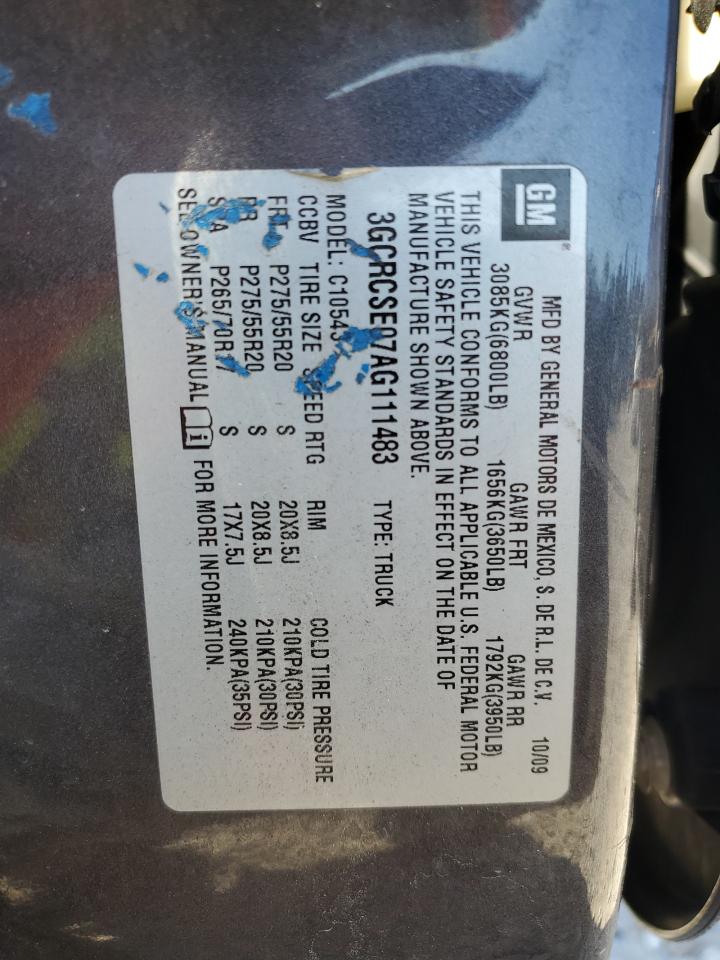 GM®
MFD BY GENERAL MOTORS DE MEXICO, S. DE R.L. DE C.V. 10/09
GVWR GAWR FRT GAWR RR
3085KG(6800LB) 1656KG(3650LB) 1792KG(3950LB)
THIS VEHICLE CONFORMS TO ALL APPLICABLE U.S. FEDERAL MOTOR
VEHICLE SAFETY STANDARDS IN EFFECT ON THE DATE OF
MANUFACTURE SHOWN ABOVE.
3GCRCSE07AG111483 TYPE: TRUCK
MODEL: C10543
CCBV TIRE SIZE SPEED RTG RIM COLD TIRE PRESSURE
FRT P275/55R20 S 20X8.5J 210KPA(30PSI)
RR P275/55R20 S 20X8.5J 210KPA(30PSI)
SPA P265/70R17 S 17X7.5J 240KPA(35PSI)
SEE OWNER'S MANUAL FOR MORE INFORMATION.